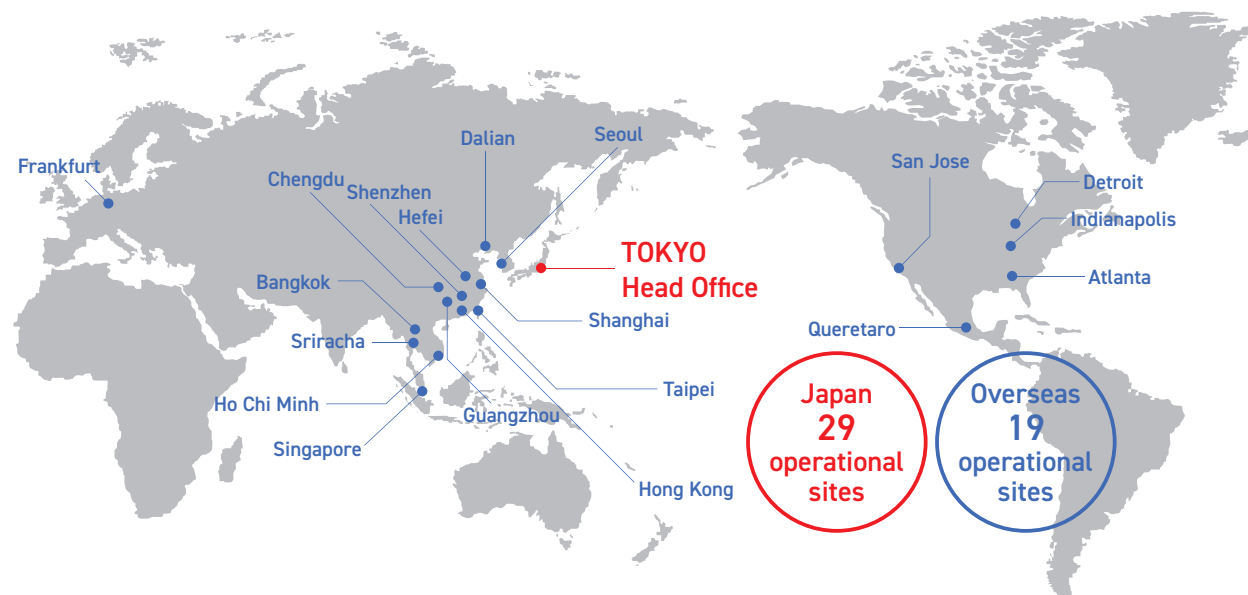 Dalian
Seoul
San Jose
Frankfurt
Chengdu
Shenzhen
Detroit
Hefei
Indianapolis
TOKYO
Head Office
Bangkok
Atlanta
Shanghai
Queretaro
Sriracha
Taipei
Ho Chi Minh
Guangzhou
Singapore
Hong Kong
Japan
29
operational
sites
Overseas
19
operational
sites